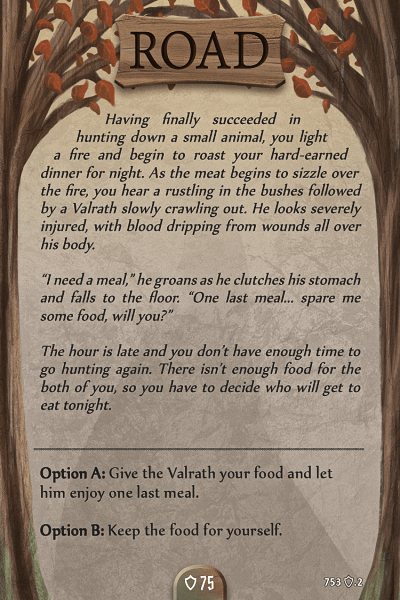 ROAD
Having finally succeeded in
hunting down a small animal, you light
a fire and begin to roast your hard-earned
dinner for night. As the meat begins to sizzle over
the fire, you hear a rustling in the bushes followed
by a Valrath slowly crawling out. He looks severely
injured, with blood dripping from wounds all over
his body.
“I need a meal,” he groans as he clutches his stomach
and falls to the floor. “One last meal... spare me
some food, will you?”
The hour is late and you don’t have enough time to
go hunting again. There isn’t enough food for the
both of you, so you have to decide who will get to
eat tonight.
Option A: Give the Valrath your food and let
him enjoy one last meal.
Option B: Keep the food for yourself.
75
753 -2